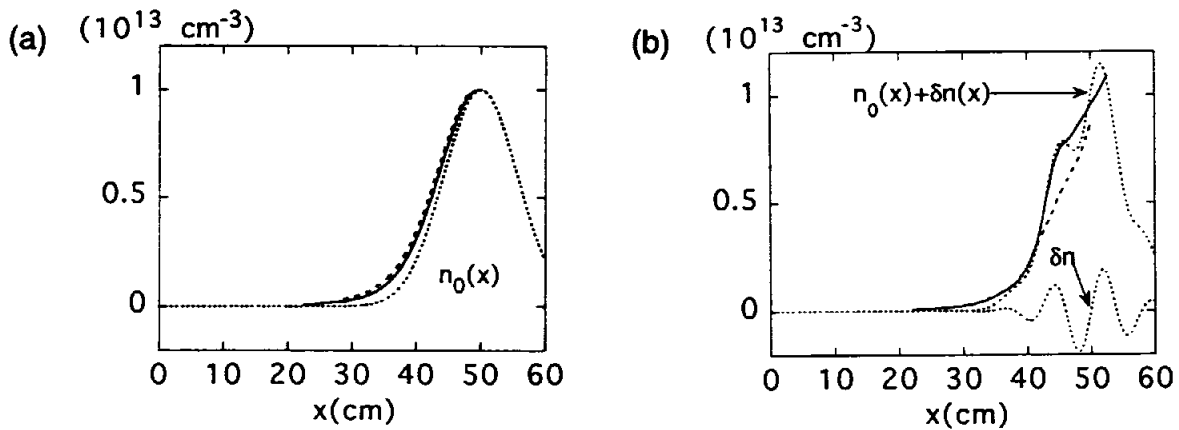 (a)
(10¹³ cm⁻³)
1
0.5
0
n₀(x)
0 10 20 30 40 50 60
x(cm)
(b)
(10¹³ cm⁻³)
1
0.5
0
n₀(x)+δn(x)
δn
0 10 20 30 40 50 60
x(cm)